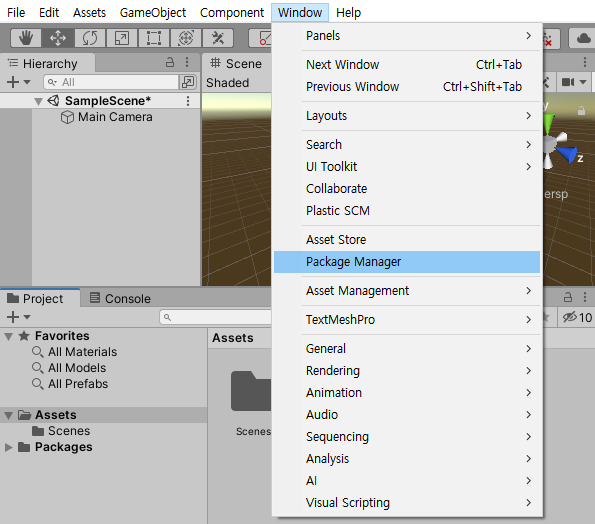 File Edit Assets GameObject Component Window Help
Hierarchy
All
SampleScene*
Main Camera
Scene
Shaded
Panels
Next Window Ctrl+Tab
Previous Window Ctrl+Shift+Tab
Layouts
Search
UI Toolkit
Collaborate
Plastic SCM
Asset Store
Package Manager
Asset Management
TextMeshPro
General
Rendering
Animation
Audio
Sequencing
Analysis
AI
Visual Scripting
y
z
ersp
Project Console
10
Favorites
All Materials
All Models
All Prefabs
Assets
Scenes
Packages
Assets
Scenes